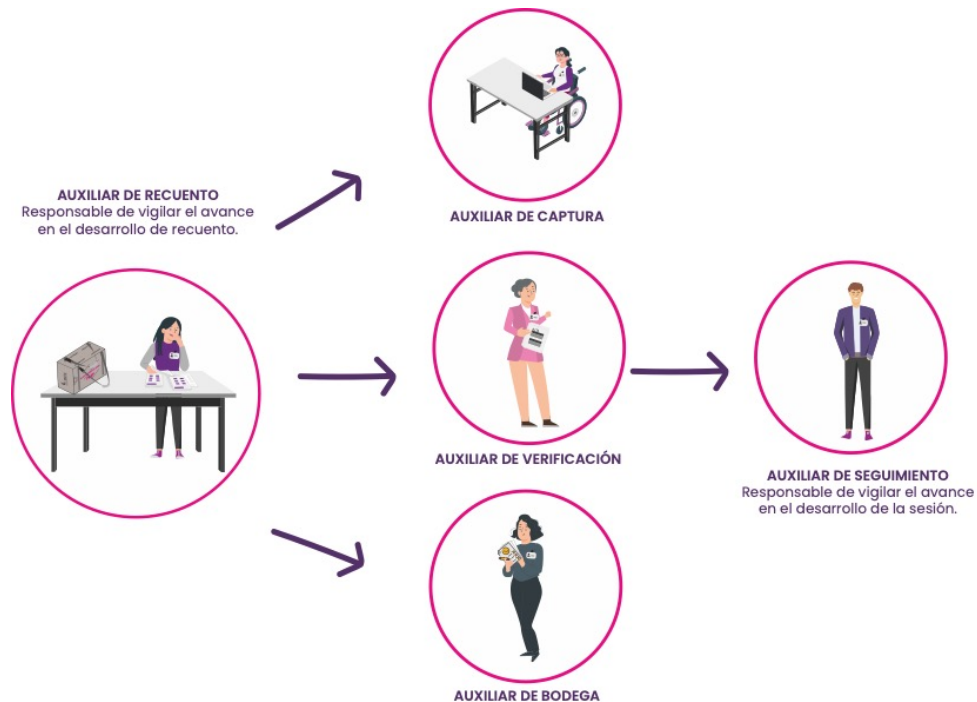 AUXILIAR DE RECUENTO
Responsable de vigilar el avance
en el desarrollo de recuento.
AUXILIAR DE CAPTURA
AUXILIAR DE VERIFICACIÓN
AUXILIAR DE SEGUIMIENTO
Responsable de vigilar el avance
en el desarrollo de la sesión.
AUXILIAR DE BODEGA